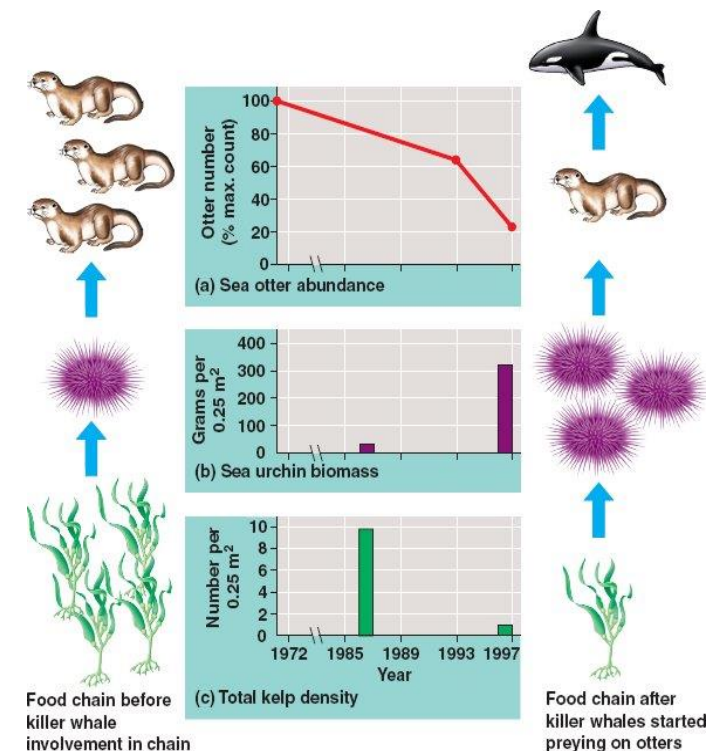 100
80
60
40
20
0
Otter number
(% max. count)
(a) Sea otter abundance
400
300
200
100
0
Grams per
0.25 m²
(b) Sea urchin biomass
10
8
6
4
2
0
Number per
0.25 m²
1972 1985 1989 1993 1997
Year
(c) Total kelp density
Food chain before
killer whale
involvement in chain
Food chain after
killer whales started
preying on otters